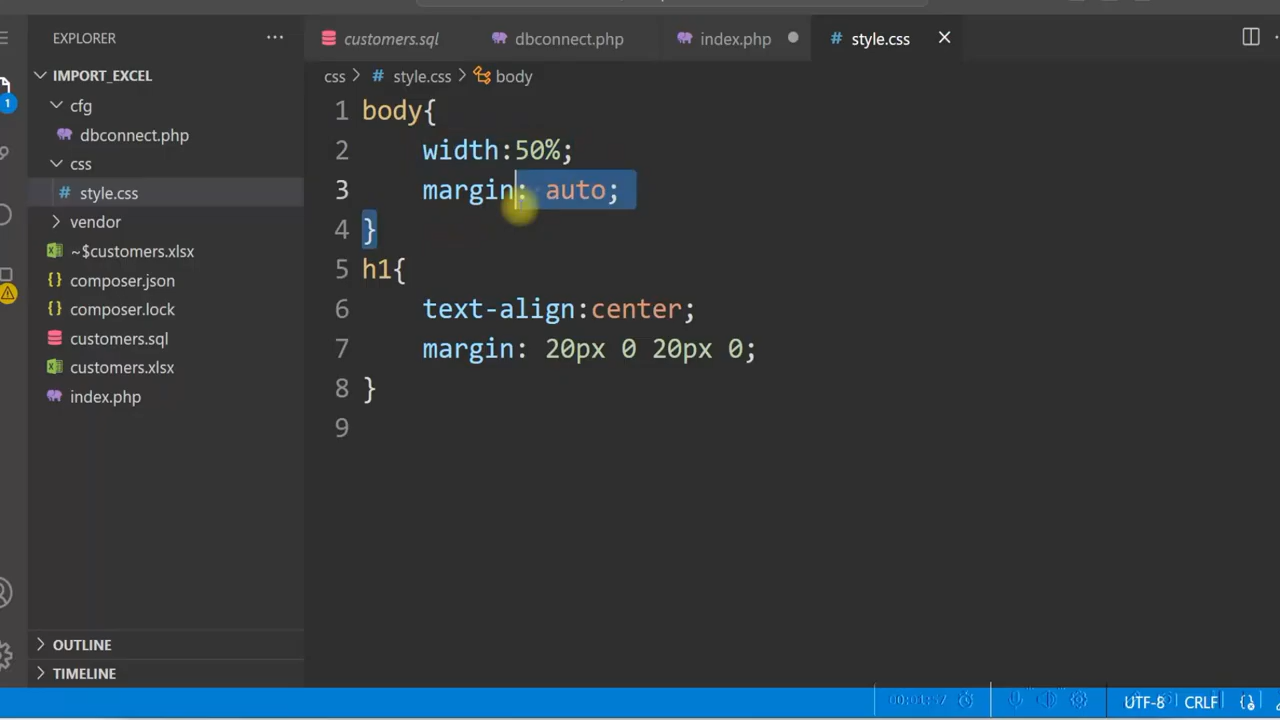 EXPLORER
customers.sql
dbconnect.php
index.php
style.css
IMPORT_EXCEL
css
# style.css
body
cfg
dbconnect.php
css
# style.css
vendor
~$customers.xlsx
{} composer.json
{} composer.lock
customers.sql
customers.xlsx
index.php
1 body{
2 width:50%;
3 margin: auto;
4 }
5 h1{
6 text-align:center;
7 margin: 20px 0 20px 0;
8 }
9
1
OUTLINE
TIMELINE
UTF-8 CRLF